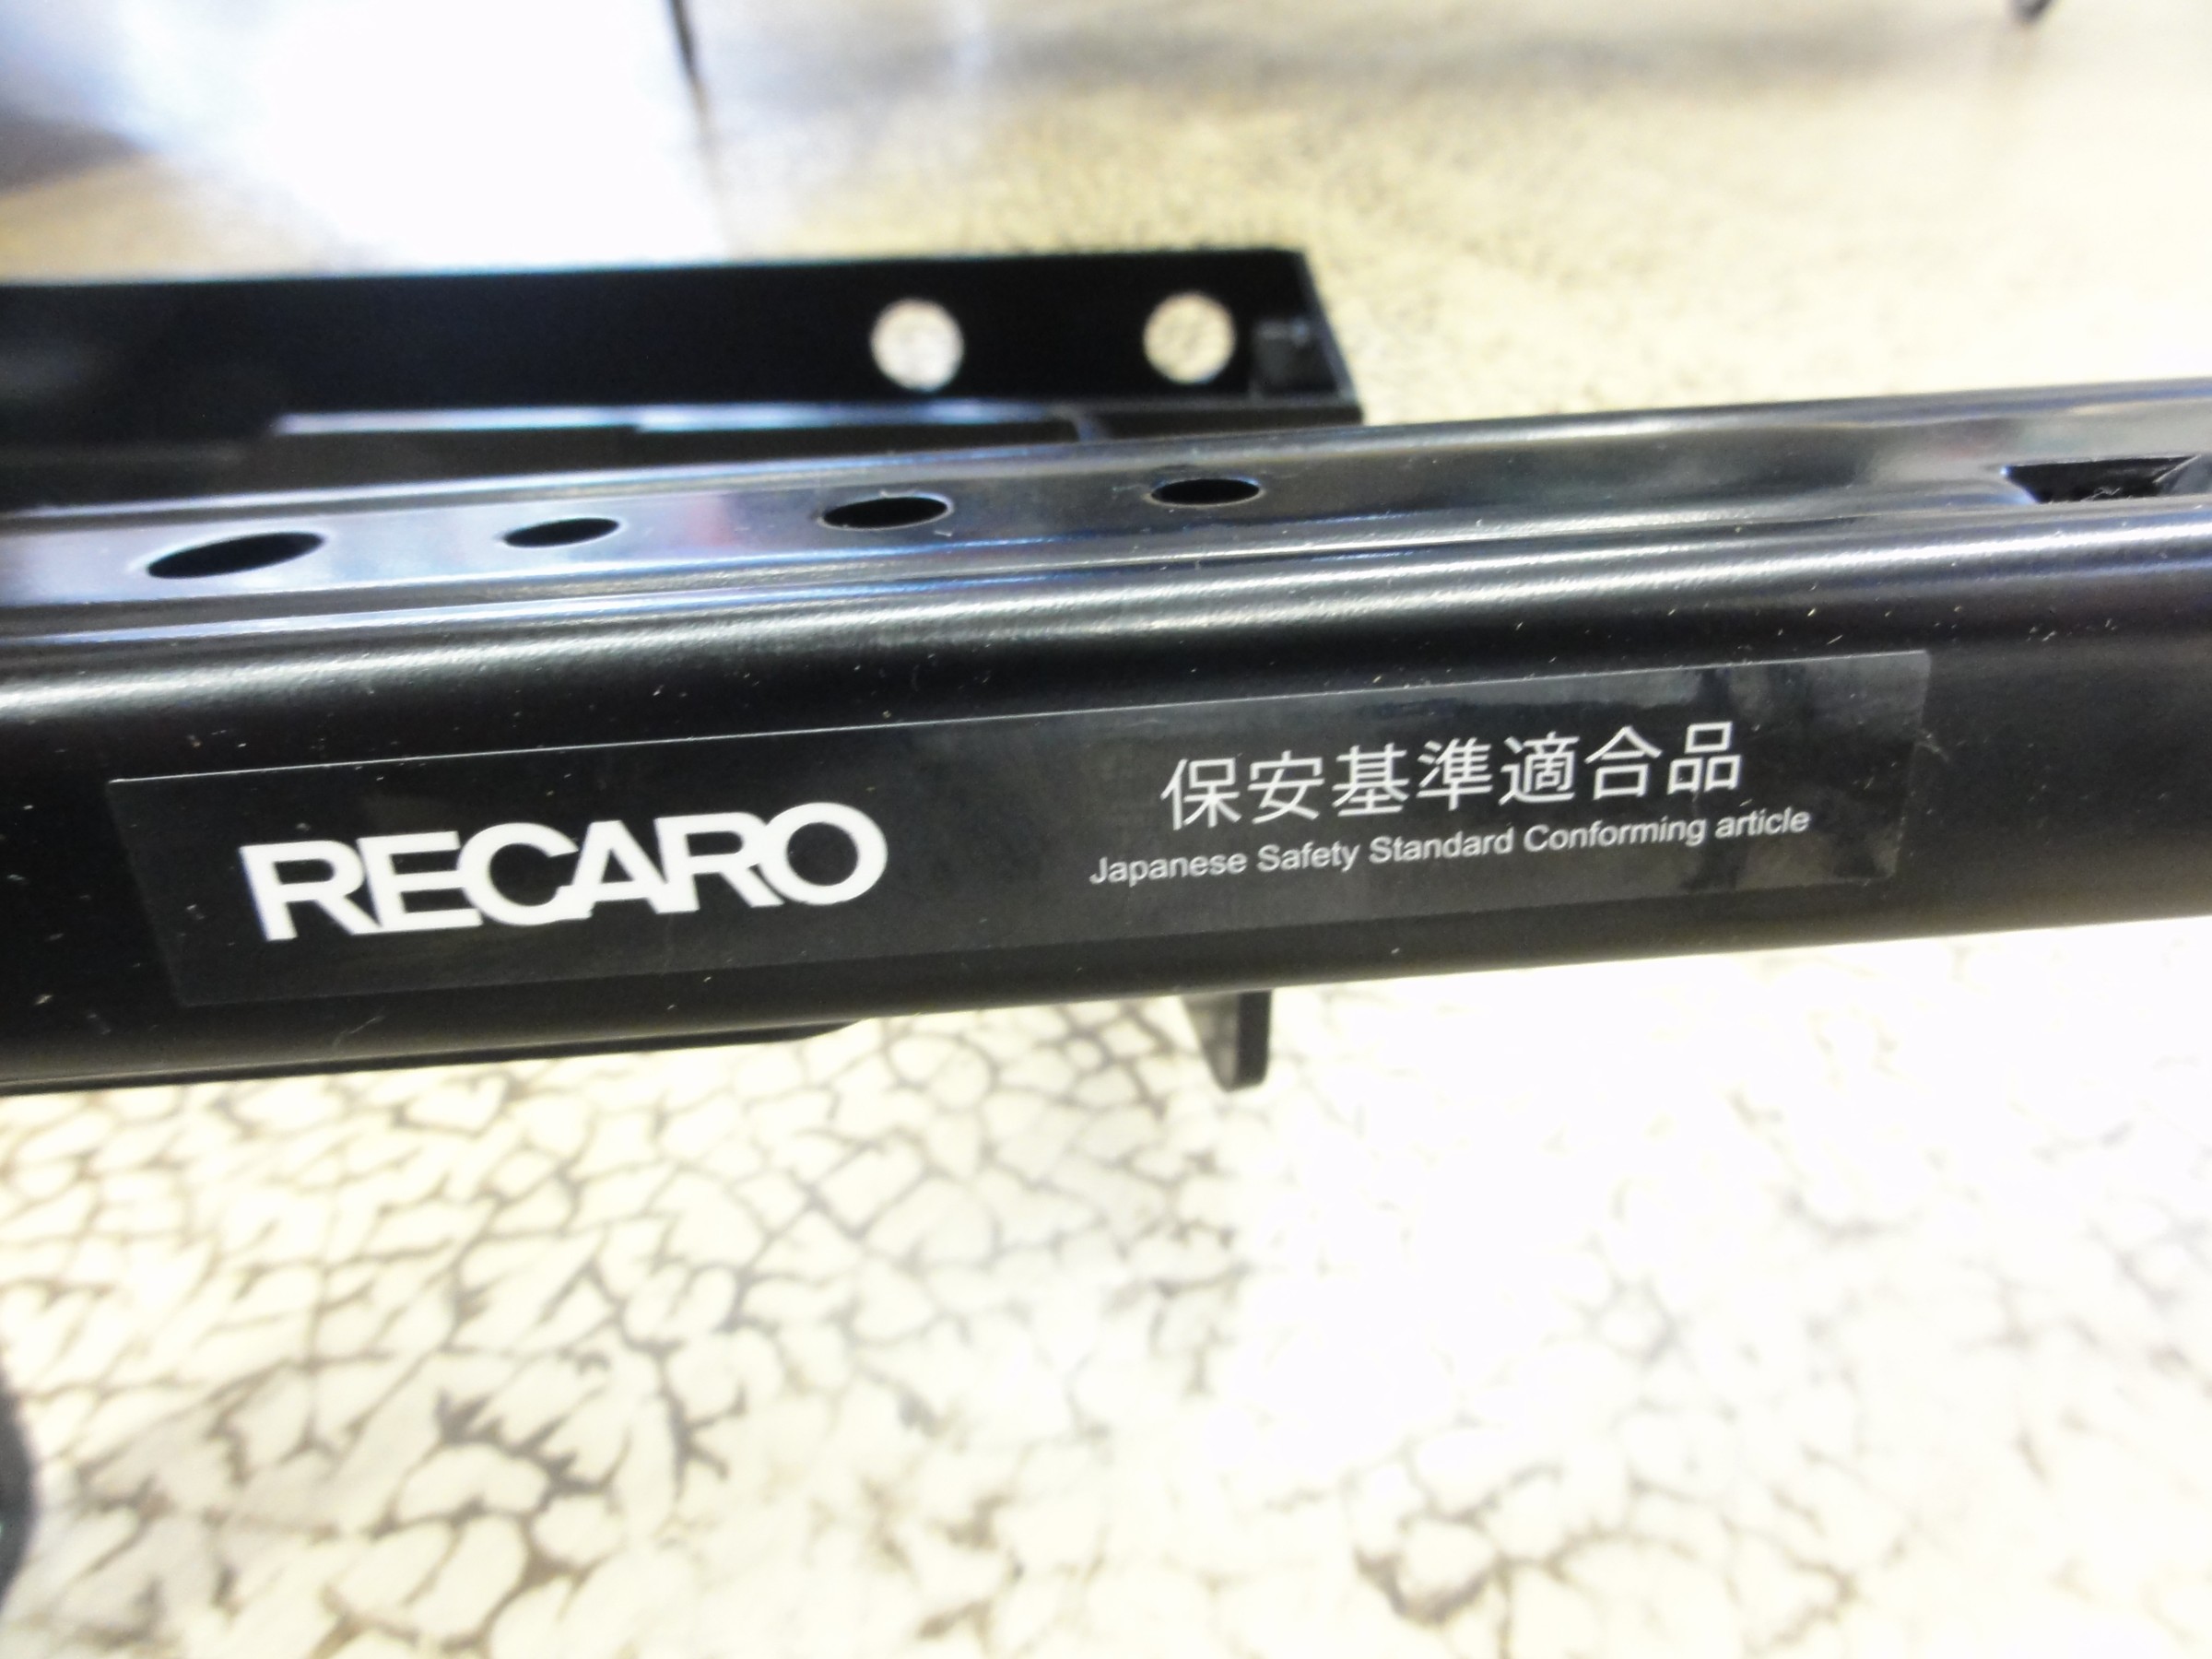 RECARO
保安基準適合品
Japanese Safety Standard Conforming article